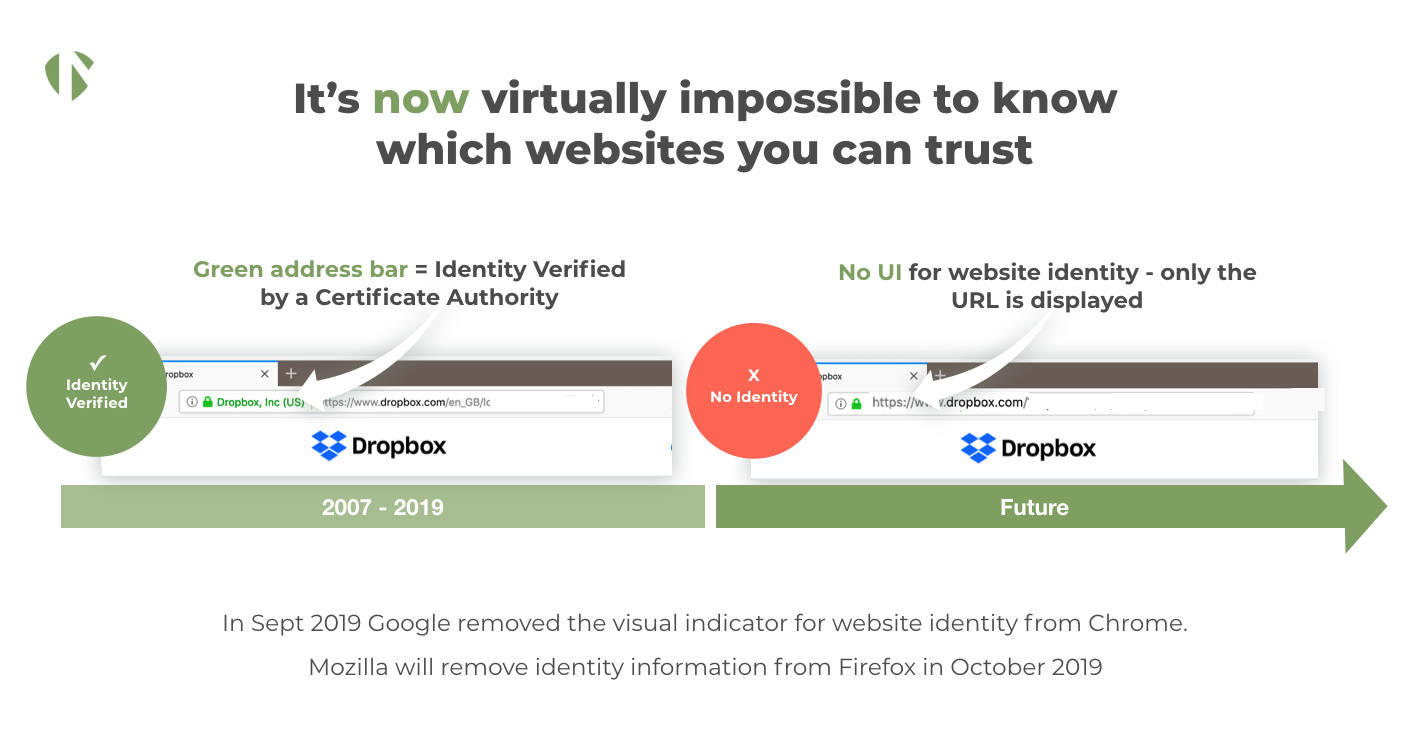 It's now virtually impossible to know
which websites you can trust
Green address bar = Identity Verified
by a Certificate Authority
No UI for website identity - only the
URL is displayed
✓
Identity
Verified
ropbox × +
Dropbox, Inc (US) https://www.dropbox.com/en_GB/lo
Dropbox
X
No Identity
opbox × +
https://www.dropbox.com/
Dropbox
2007 - 2019
Future
In Sept 2019 Google removed the visual indicator for website identity from Chrome.
Mozilla will remove identity information from Firefox in October 2019